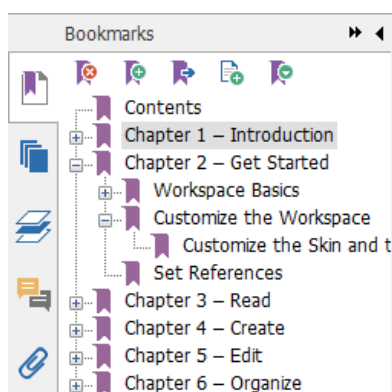 Bookmarks
Contents
Chapter 1 – Introduction
Chapter 2 – Get Started
Workspace Basics
Customize the Workspace
Customize the Skin and t
Set References
Chapter 3 – Read
Chapter 4 – Create
Chapter 5 – Edit
Chapter 6 – Organize